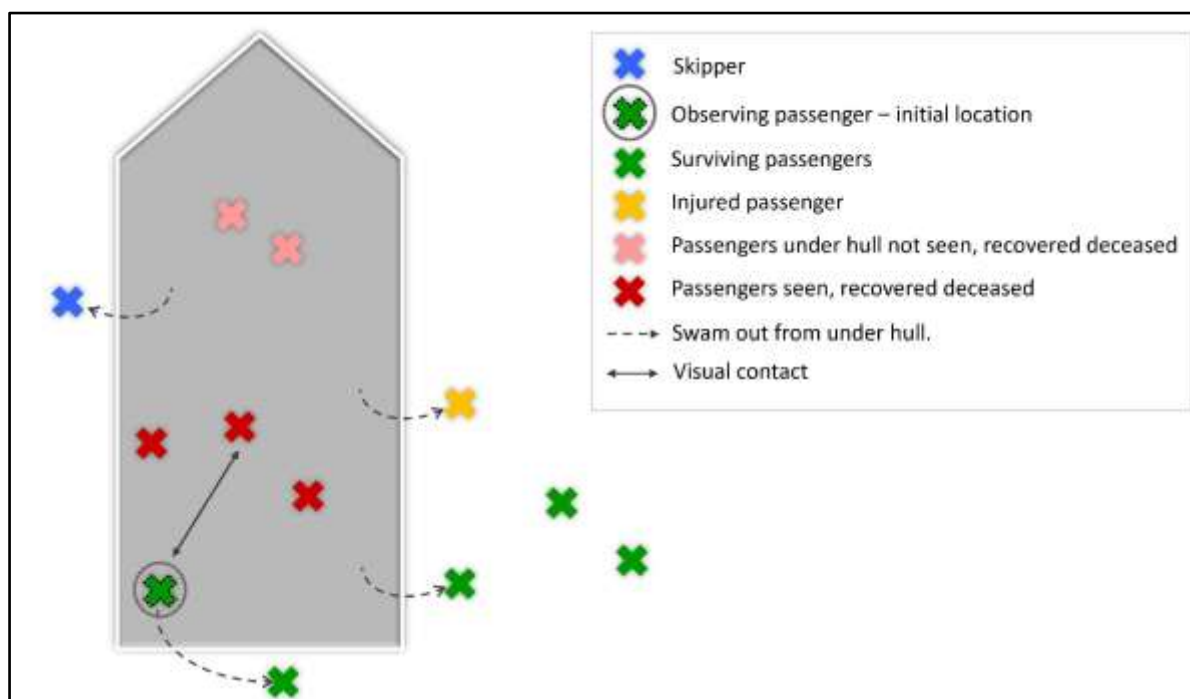 Skipper
Observing passenger – initial location
Surviving passengers
Injured passenger
Passengers under hull not seen, recovered deceased
Passengers seen, recovered deceased
Swam out from under hull.
Visual contact